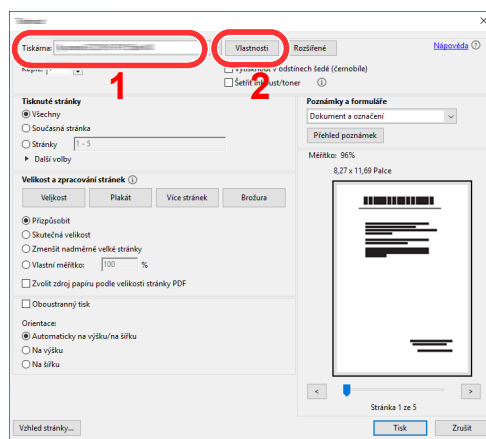 Tiskárna:
Vlastnosti
Rozšířené
Nápověda
Kopie:
Vytisknout v odstínech šedé (černobíle)
1
2
Šetřit inkoust/toner
Tisknuté stránky
Všechny
Současná stránka
Stránky 1 - 5
Další volby
Velikost a zpracování stránek
Velikost Plakát Více stránek Brožura
Přizpůsobit
Skutečná velikost
Zmenšit nadměrně velké stránky
Vlastní měřítko: 100 %
Zvolit zdroj papíru podle velikosti stránky PDF
Oboustranný tisk
Orientace:
Automaticky na výšku/na šířku
Na výšku
Na šířku
Poznámky a formuláře
Dokument a označení
Přehled poznámek
Měřítko: 96%
8,27 x 11,69 Palce
< >
Stránka 1 ze 5
Vzhled stránky...
Tisk
Zrušit